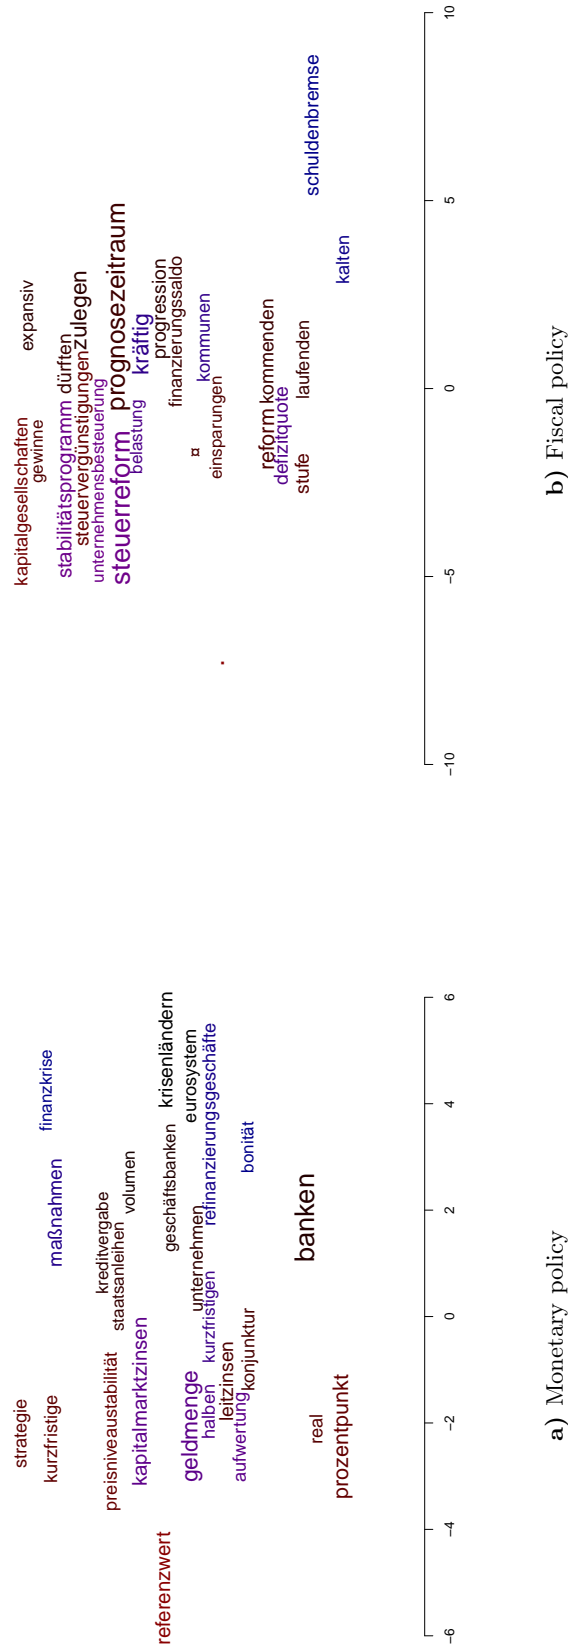 strategie
finanzkrise
kurzfristige
maßnahmen
kreditvergabe
preisniveaustabilität
staatsanleihen
volumen
kapitalmarktzinsen
referenzwert
krisenländern
geschäftsbanken
geldmenge
eurosystem
unternehmen
halben
kurzfristigen
refinanzierungsgeschäfte
leitzinsen
aufwertung
konjunktur
bonität
banken
real
prozentpunkt
−6 −4 −2 0 2 4 6
a) Monetary policy
kapitalgesellschaften
expansiv
gewinne
stabilitätsprogramm
dürften
steuervergünstigungen
zulegen
unternehmensbesteuerung
prognosezeitraum
steuerreform
belastung
kräftig
progression
finanzierungssaldo
¤
kommunen
einsparungen
reform
kommenden
defizitquote
stufe
laufenden
schuldenbremse
kalten
−10 −5 0 5 10
b) Fiscal policy